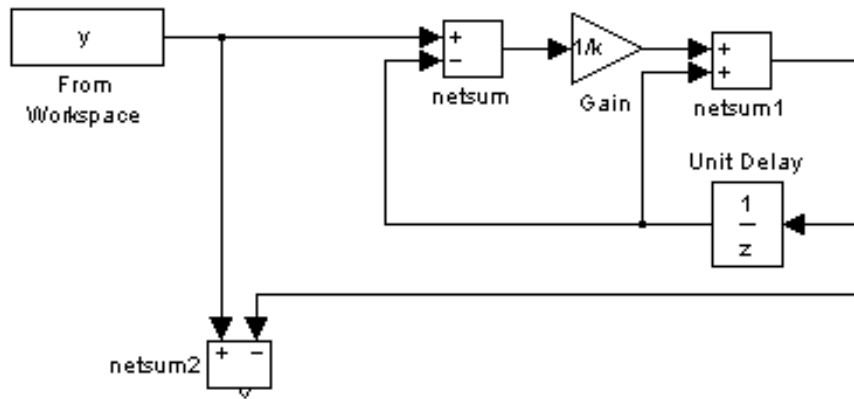 y
From
Workspace
+
−
netsum
1/k
Gain
+
+
netsum1
Unit Delay
1
z
netsum2
+ −